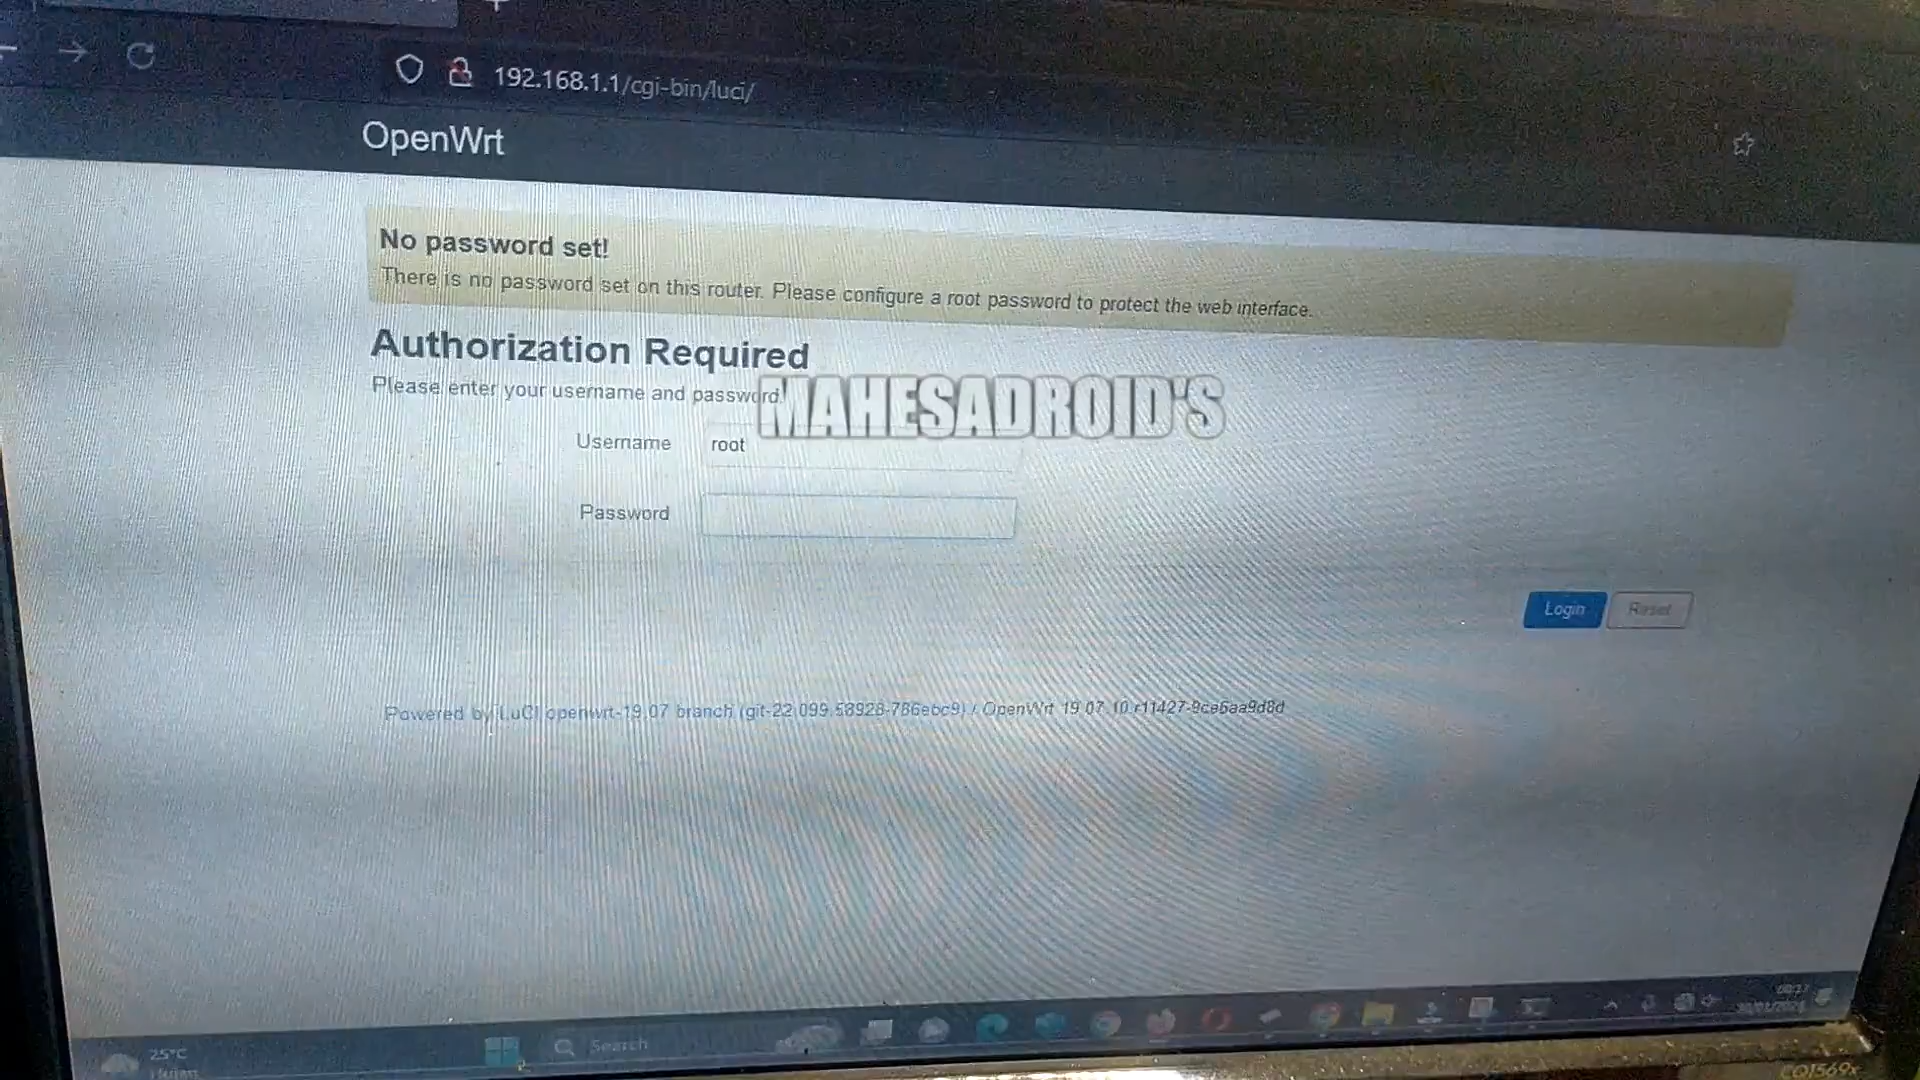 192.168.1.1/cgi-bin/luci/
OpenWrt
No password set!
There is no password set on this router. Please configure a root password to protect the web interface.
Authorization Required
Please enter your username and password.
MAHESADROID'S
Username root
Password
Login Reset
Powered by LuCI openwrt-19.07 branch (git-22.099.58928-786ebc9) / OpenWrt 19.07.10 r11427-9ce6aa9d8d
25°C
Search
Hujan